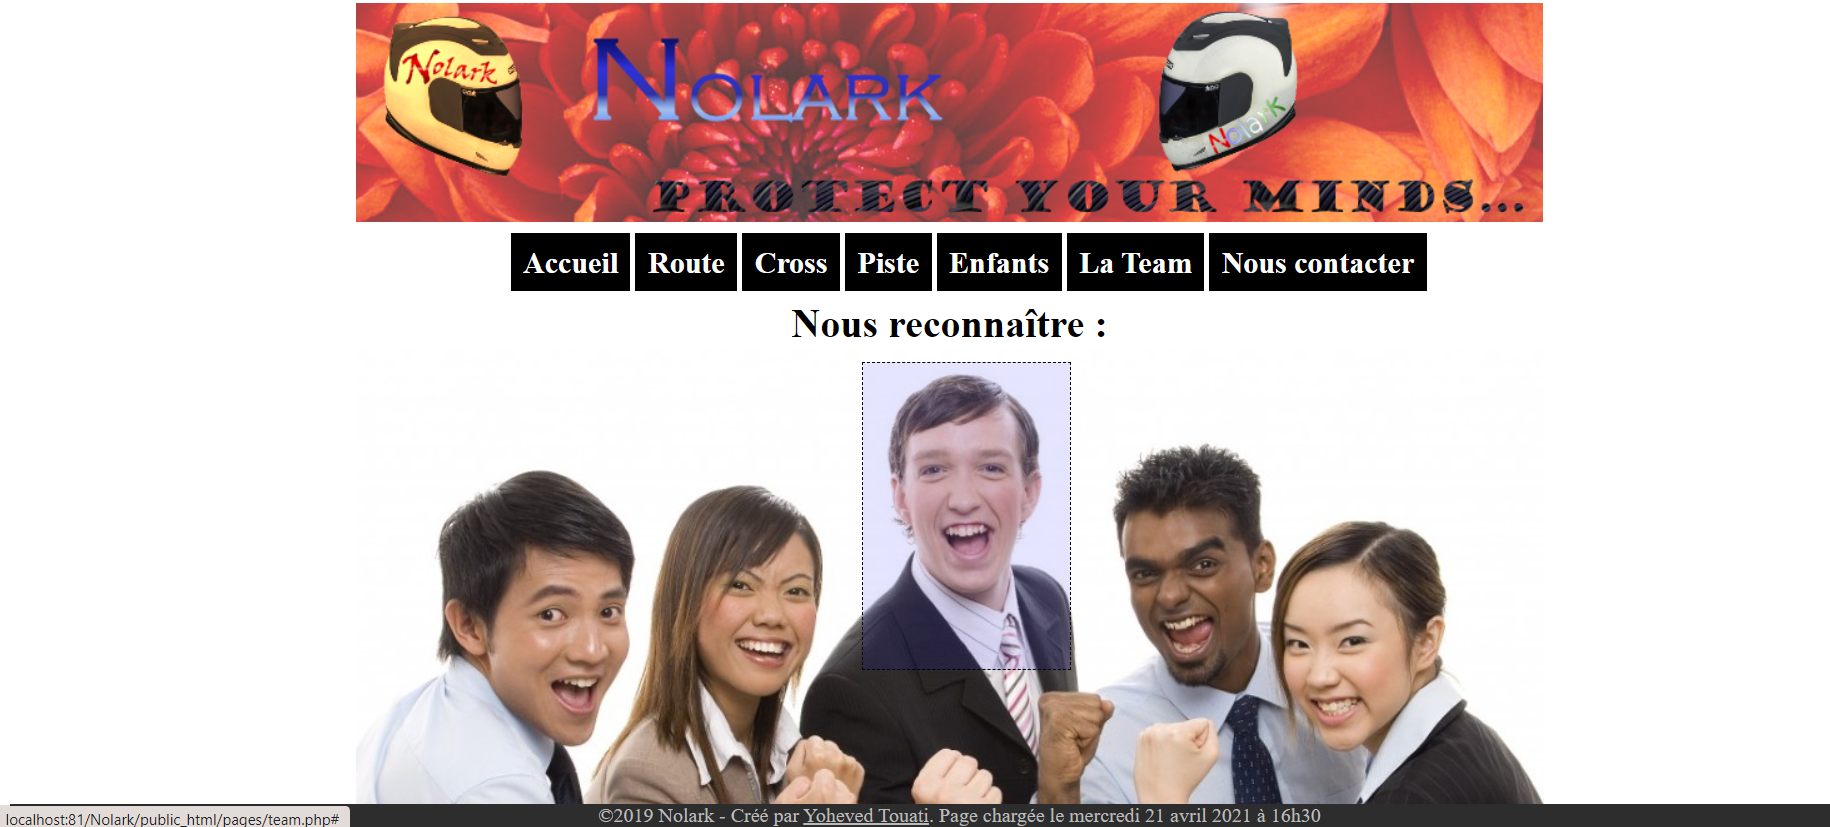 Nolark
NOLARK
Nolark
PROTECT YOUR MINDS...
Accueil Route Cross Piste Enfants La Team Nous contacter
Nous reconnaître :
©2019 Nolark - Créé par Yoheved Touati. Page chargée le mercredi 21 avril 2021 à 16h30
localhost:81/Nolark/public_html/pages/team.php#